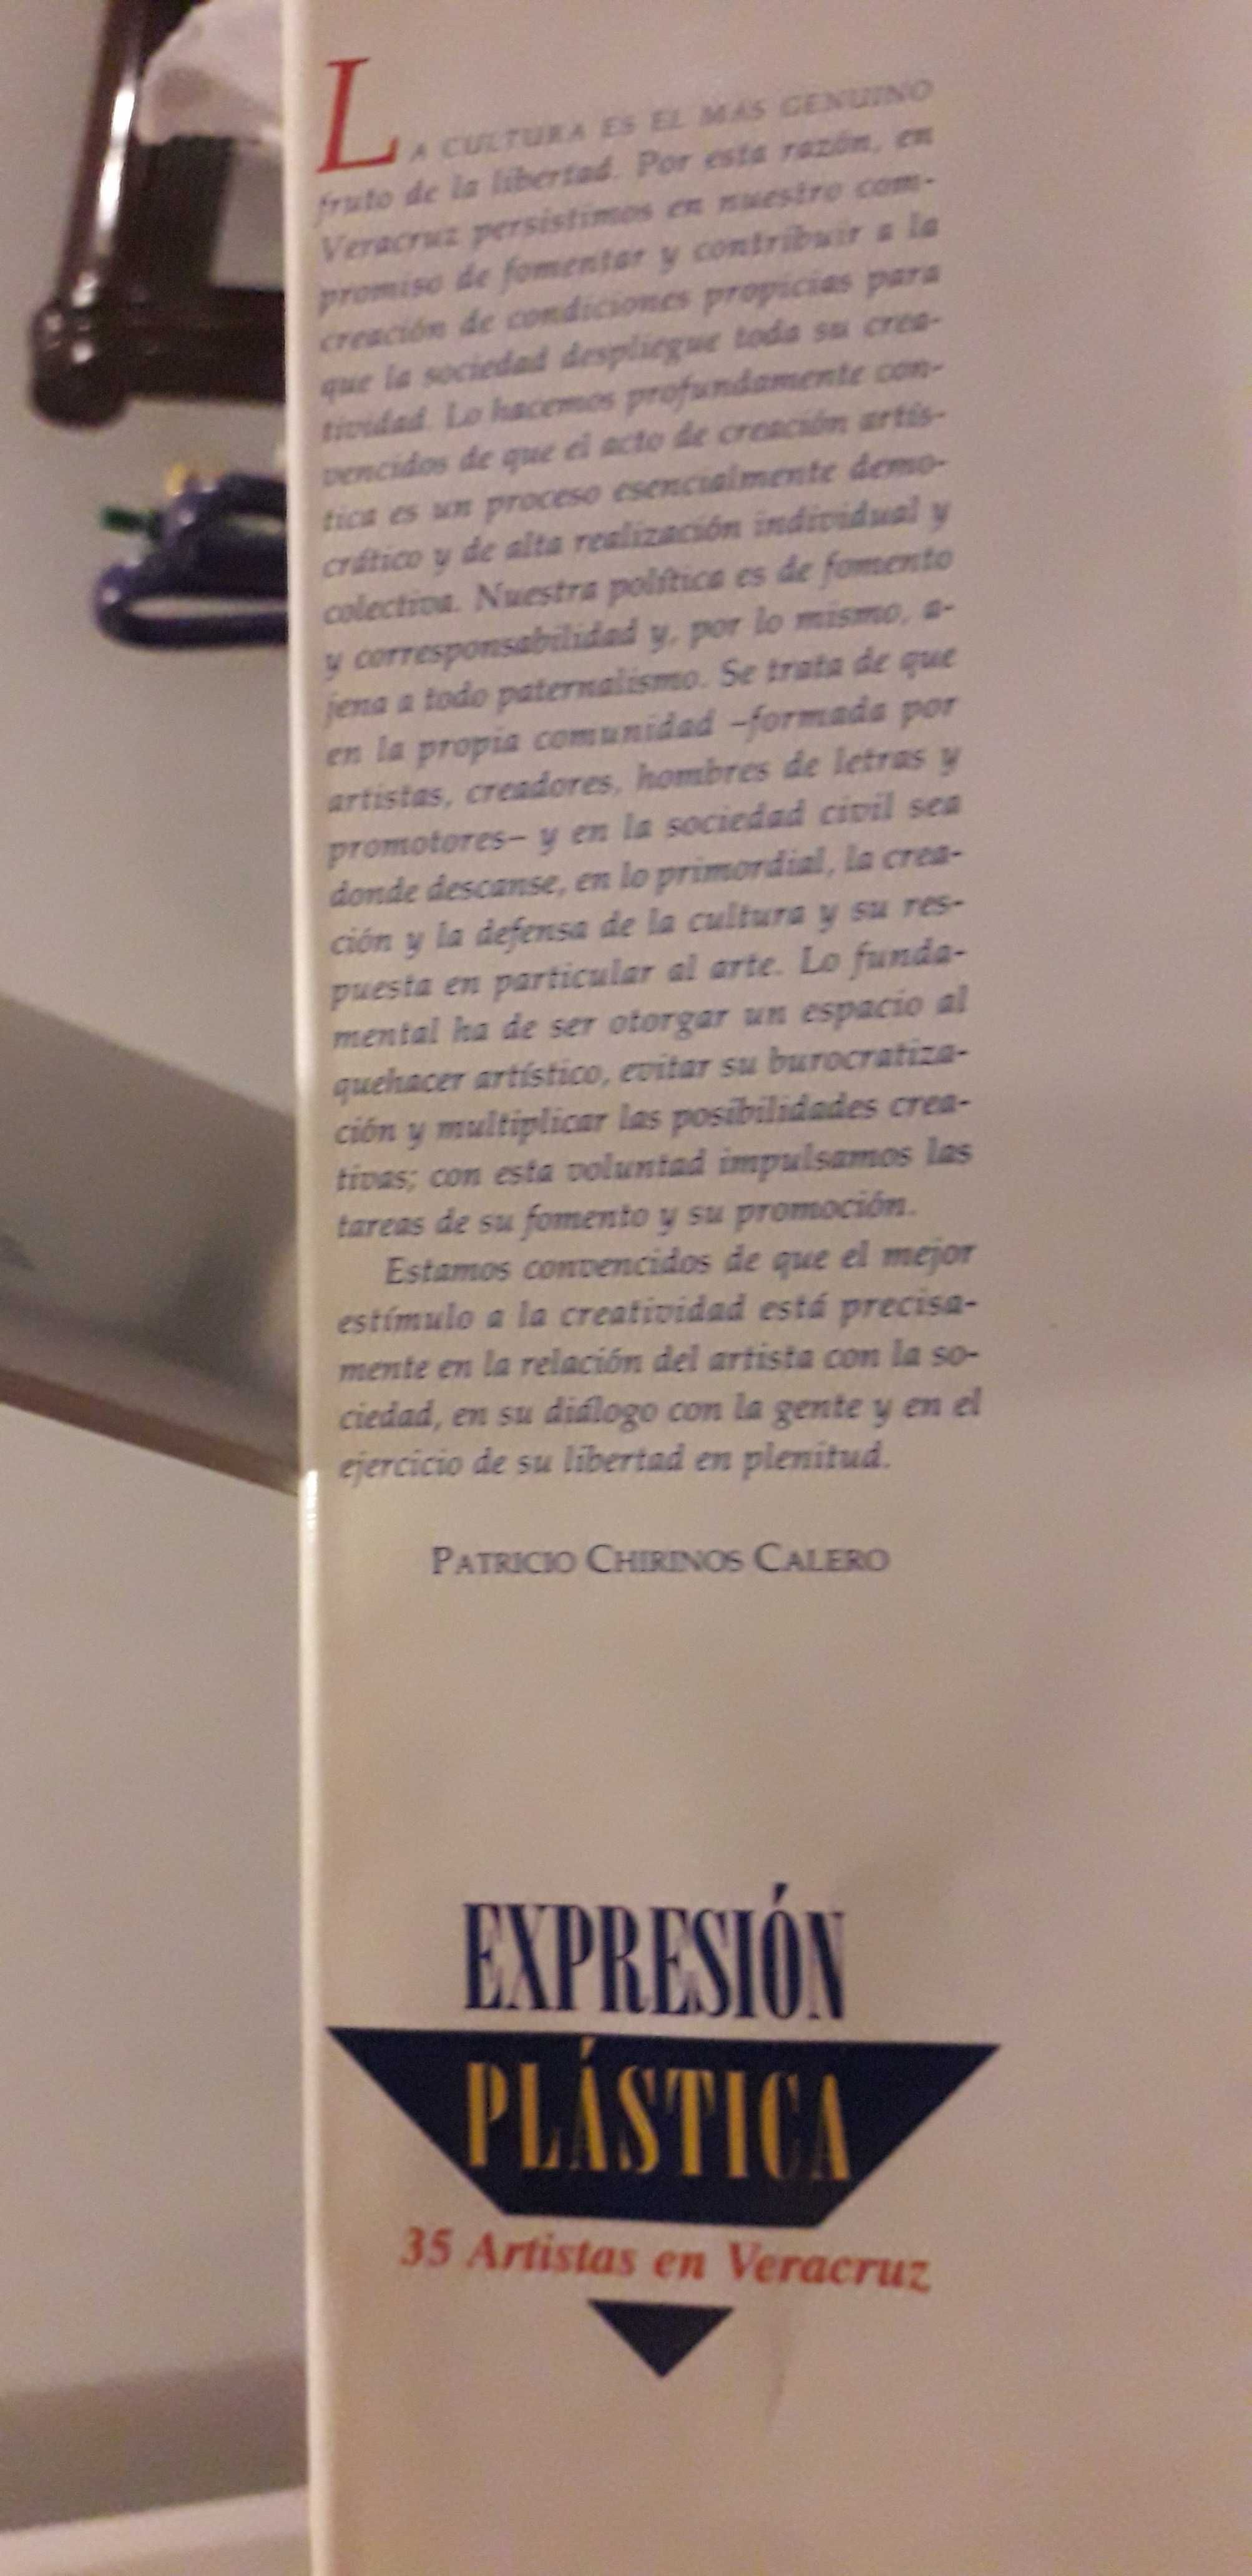 LA CULTURA ES EL MAS GENUINO
fruto de la libertad. Por esta razón, en
Veracruz persistimos en nuestro com-
promiso de fomentar y contribuir a la
creación de condiciones propicias para
que la sociedad despliegue toda su crea-
tividad. Lo hacemos profundamente con-
vencidos de que el acto de creación artís-
tica es un proceso esencialmente demo-
crático y de alta realización individual y
colectiva. Nuestra política es de fomento
y corresponsabilidad y, por lo mismo, a-
jena a todo paternalismo. Se trata de que
en la propia comunidad –formada por
artistas, creadores, hombres de letras y
promotores– y en la sociedad civil sea
donde descanse, en lo primordial, la crea-
ción y la defensa de la cultura y su res-
puesta en particular al arte. Lo funda-
mental ha de ser otorgar un espacio al
quehacer artístico, evitar su burocratiza-
ción y multiplicar las posibilidades crea-
tivas; con esta voluntad impulsamos las
tareas de su fomento y su promoción.
Estamos convencidos de que el mejor
estímulo a la creatividad está precisa-
mente en la relación del artista con la so-
ciedad, en su diálogo con la gente y en el
ejercicio de su libertad en plenitud.
PATRICIO CHIRINOS CALERO
EXPRESIÓN
PLÁSTICA
35 Artistas en Veracruz